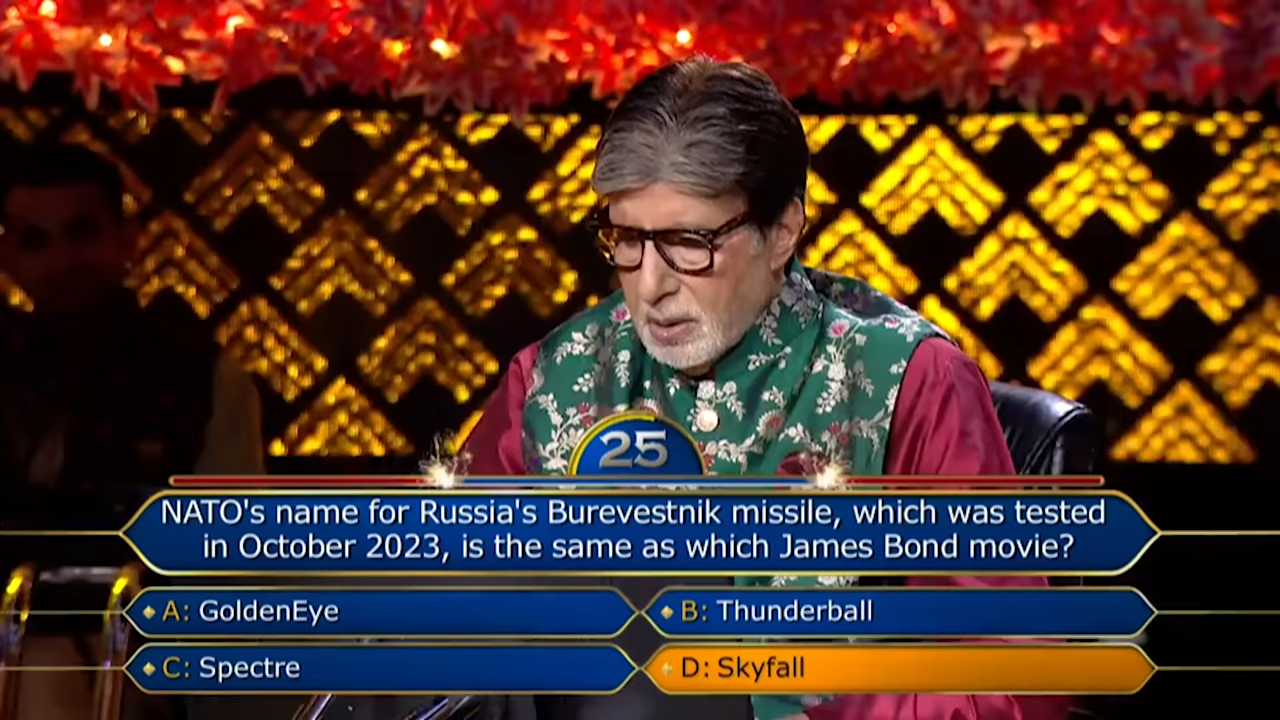 25
NATO's name for Russia's Burevestnik missile, which was tested
in October 2023, is the same as which James Bond movie?
A: GoldenEye
B: Thunderball
C: Spectre
D: Skyfall